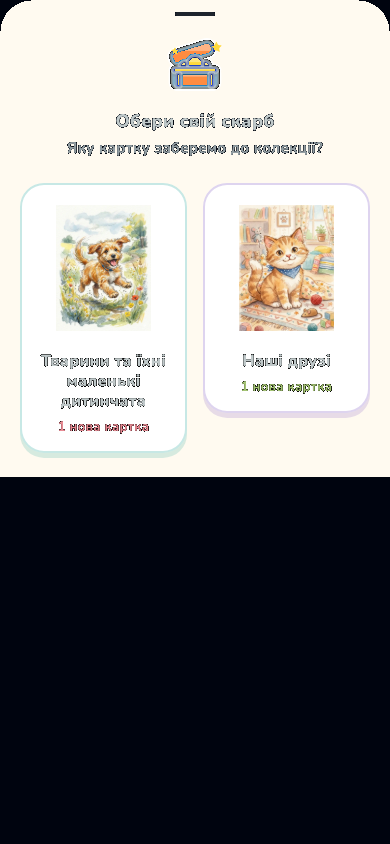 Обери свій скарб
Яку картку заберемо до колекції?
Тварини та їхні
маленькі
дитинчата
1 нова картка
Наші друзі
1 нова картка